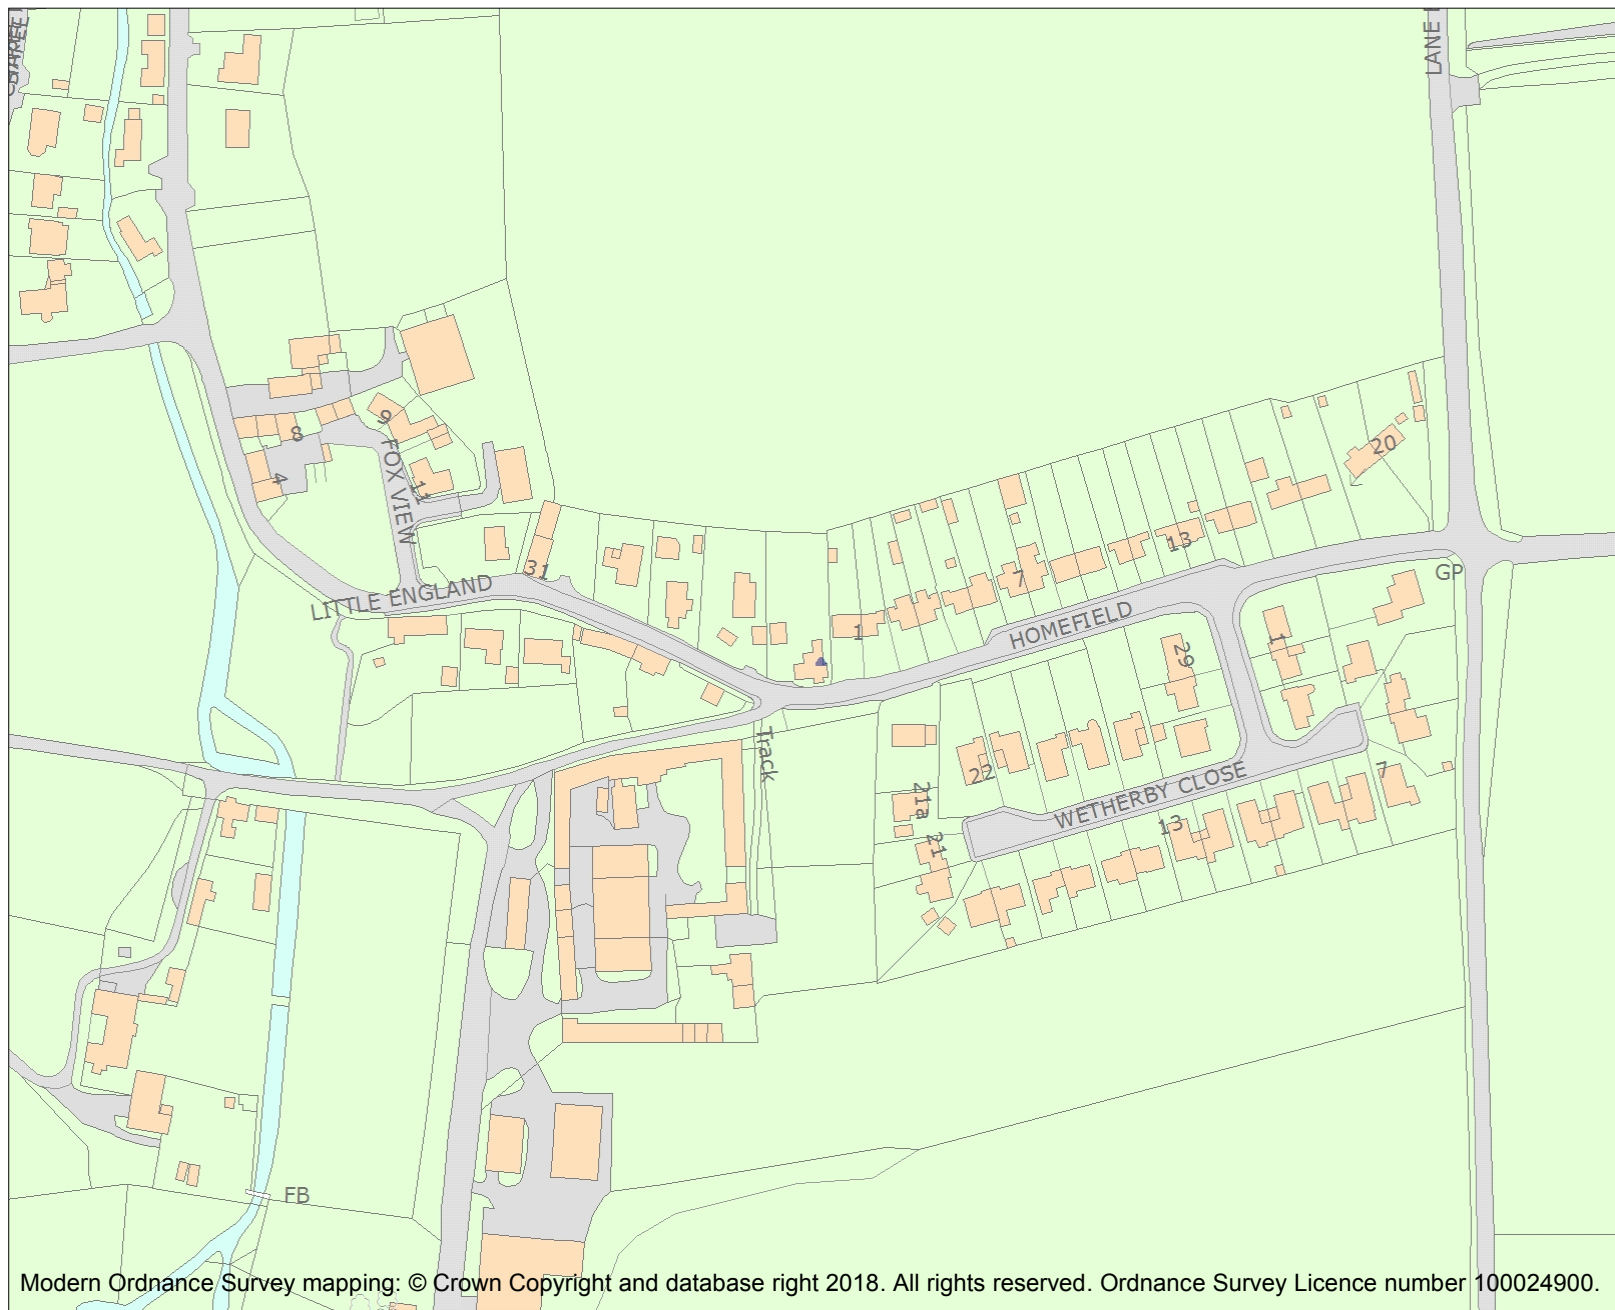 LANE
8
9
4
FOX VIEW
11
20
13
31
LITTLE ENGLAND
GP
7
1
HOMEFIELD
1
29
Track
22
7
WETHERBY CLOSE
21a
13
21
FB
Modern Ordnance Survey mapping: © Crown Copyright and database right 2018. All rights reserved. Ordnance Survey Licence number 100024900.